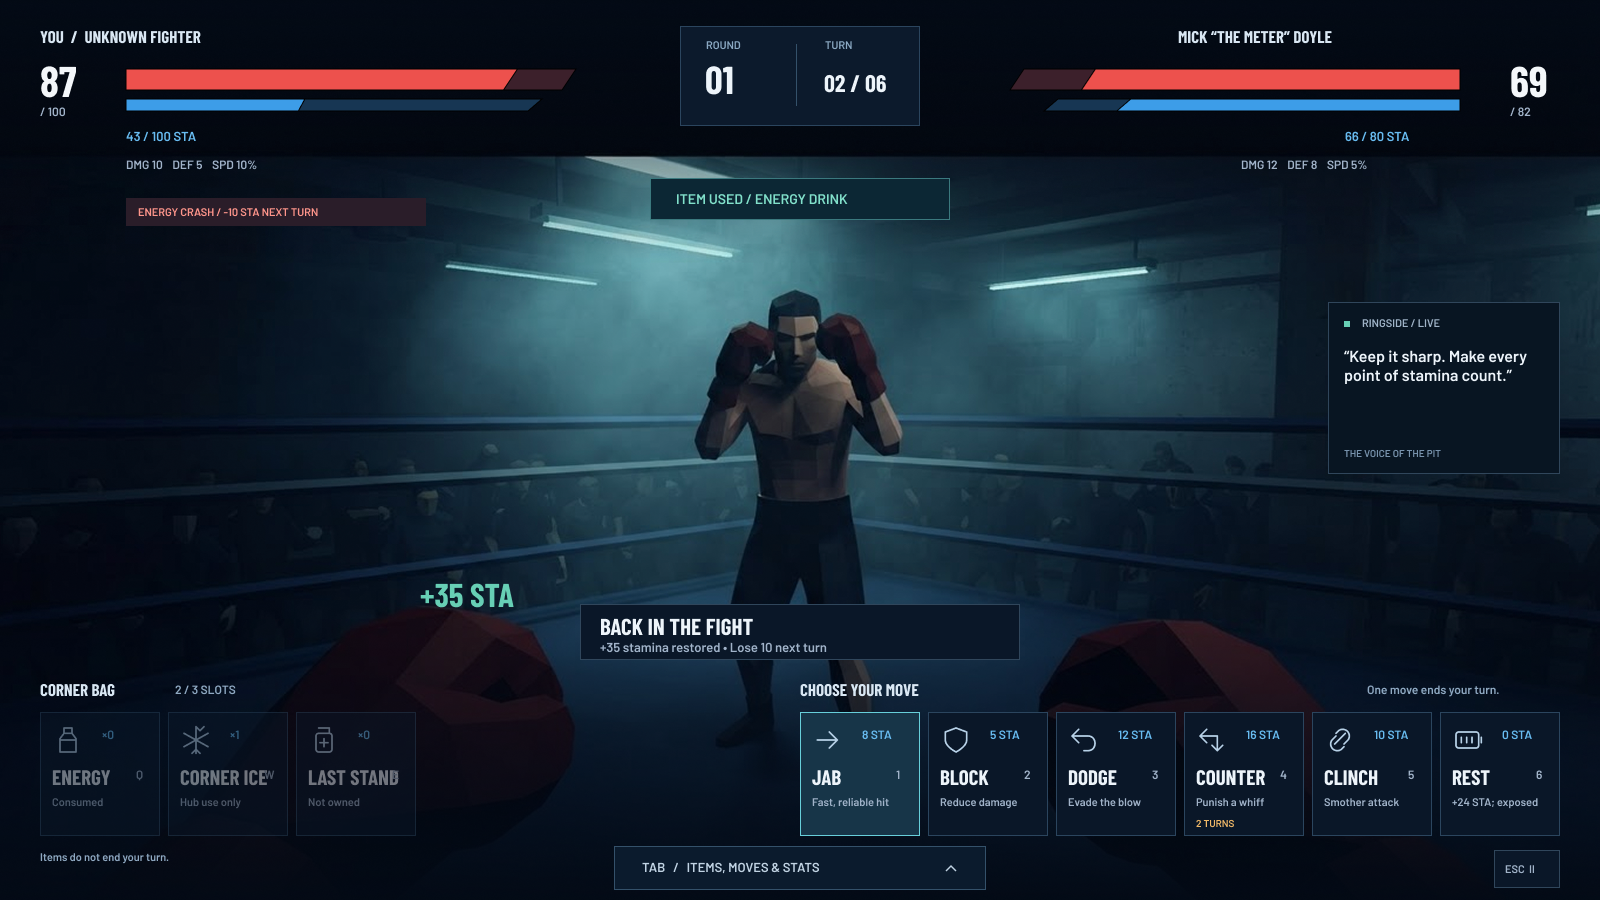 YOU / UNKNOWN FIGHTER
87
/ 100
43 / 100 STA
DMG 10 DEF 5 SPD 10%
ENERGY CRASH / -10 STA NEXT TURN
ROUND
01
TURN
02 / 06
MICK “THE METER” DOYLE
69
/ 82
66 / 80 STA
DMG 12 DEF 8 SPD 5%
ITEM USED / ENERGY DRINK
RINGSIDE / LIVE
“Keep it sharp. Make every
point of stamina count.”
THE VOICE OF THE PIT
+35 STA
BACK IN THE FIGHT
+35 stamina restored • Lose 10 next turn
CORNER BAG
2 / 3 SLOTS
×0
ENERGY Q
Consumed
×1
CORNER ICE W
Hub use only
×0
LAST STAND
Not owned
Items do not end your turn.
CHOOSE YOUR MOVE
One move ends your turn.
8 STA
JAB 1
Fast, reliable hit
5 STA
BLOCK 2
Reduce damage
12 STA
DODGE 3
Evade the blow
16 STA
COUNTER 4
Punish a whiff
2 TURNS
10 STA
CLINCH 5
Smother attack
0 STA
REST 6
+24 STA; exposed
TAB / ITEMS, MOVES & STATS
ESC II